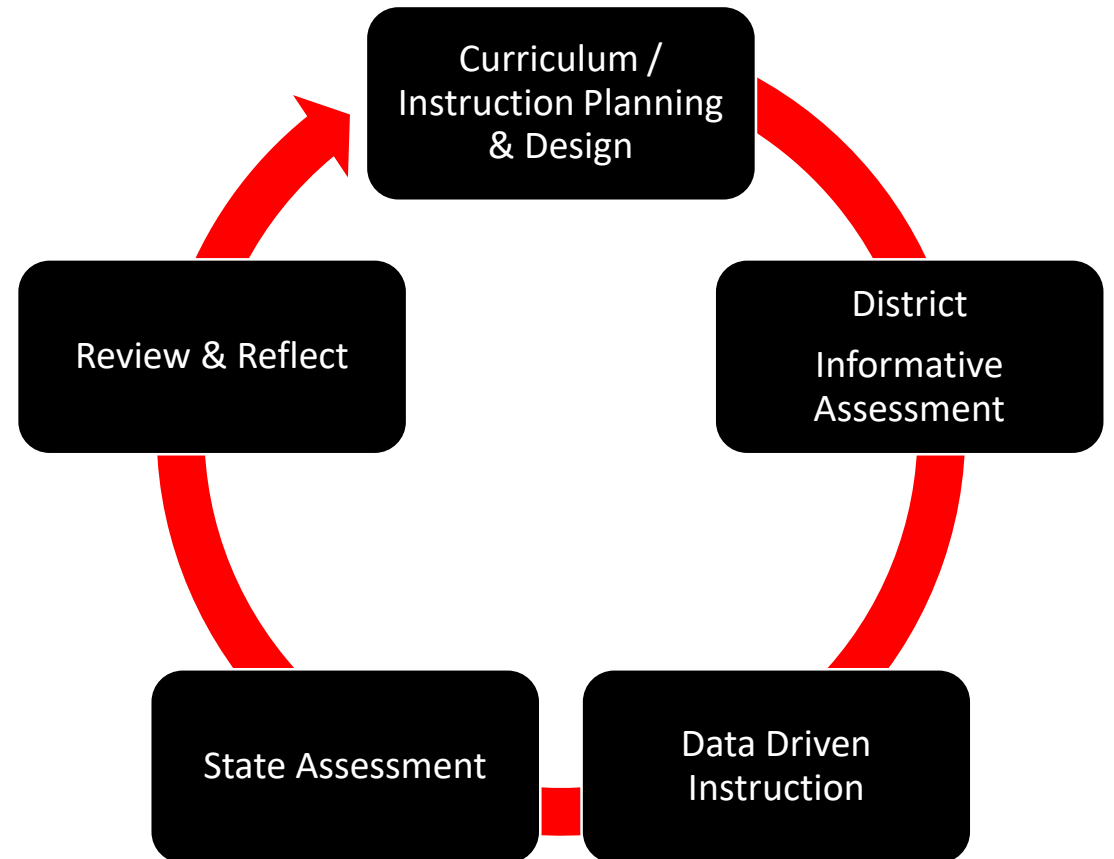 Curriculum /
Instruction Planning
& Design
District
Informative
Assessment
Data Driven
Instruction
State Assessment
Review & Reflect